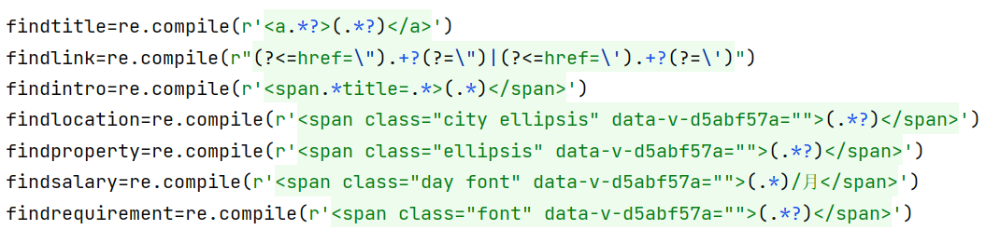 findtitle=re.compile(r'<a.*?>(.*?)</a>')
findlink=re.compile(r"(?<=href=\").+?(?=\")|(?<=href=\').+?(?=\')")
findintro=re.compile(r'<span.*title=.*>(.*)</span>')
findlocation=re.compile(r'<span class="city ellipsis" data-v-d5abf57a="">(.*?)</span>')
findproperty=re.compile(r'<span class="ellipsis" data-v-d5abf57a="">(.*?)</span>')
findsalary=re.compile(r'<span class="day font" data-v-d5abf57a="">(.*)/月</span>')
findrequirement=re.compile(r'<span class="font" data-v-d5abf57a="">(.*?)</span>')